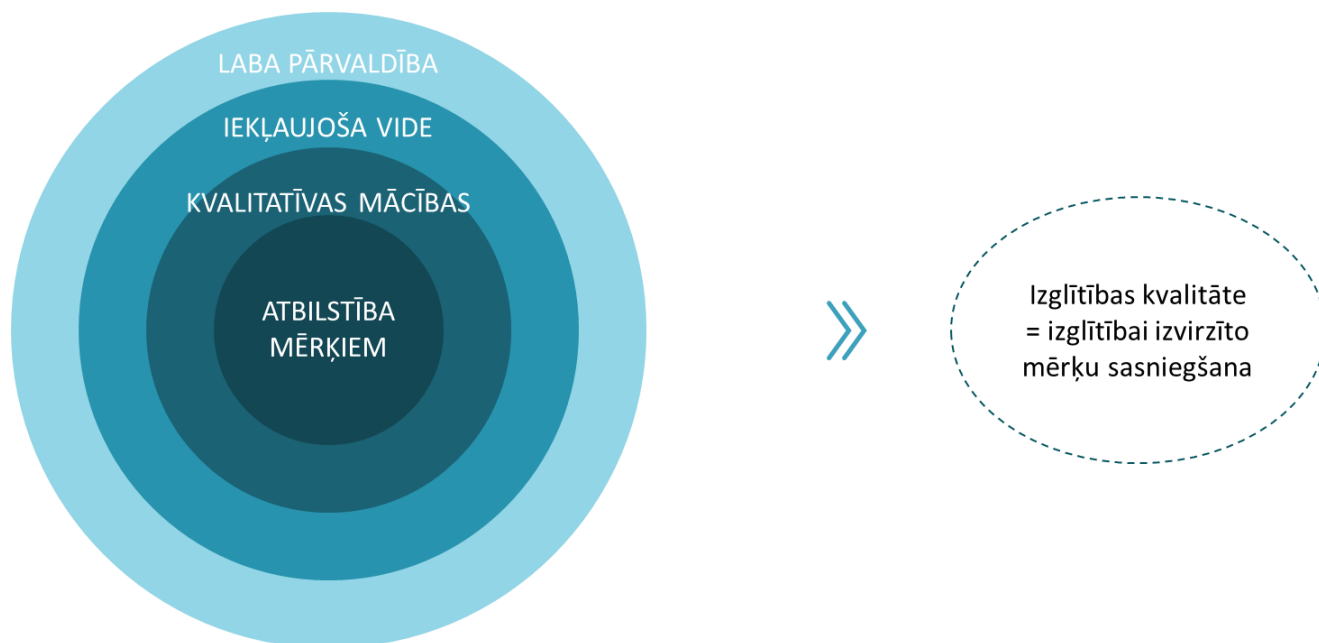 LABA PĀRVALDĪBA
IEKĻAUJOŠA VIDE
KVALITATĪVAS MĀCĪBAS
ATBILSTĪBA
MĒRĶIEM
Izglītības kvalitāte
= izglītībai izvirzīto
mērķu sasniegšana